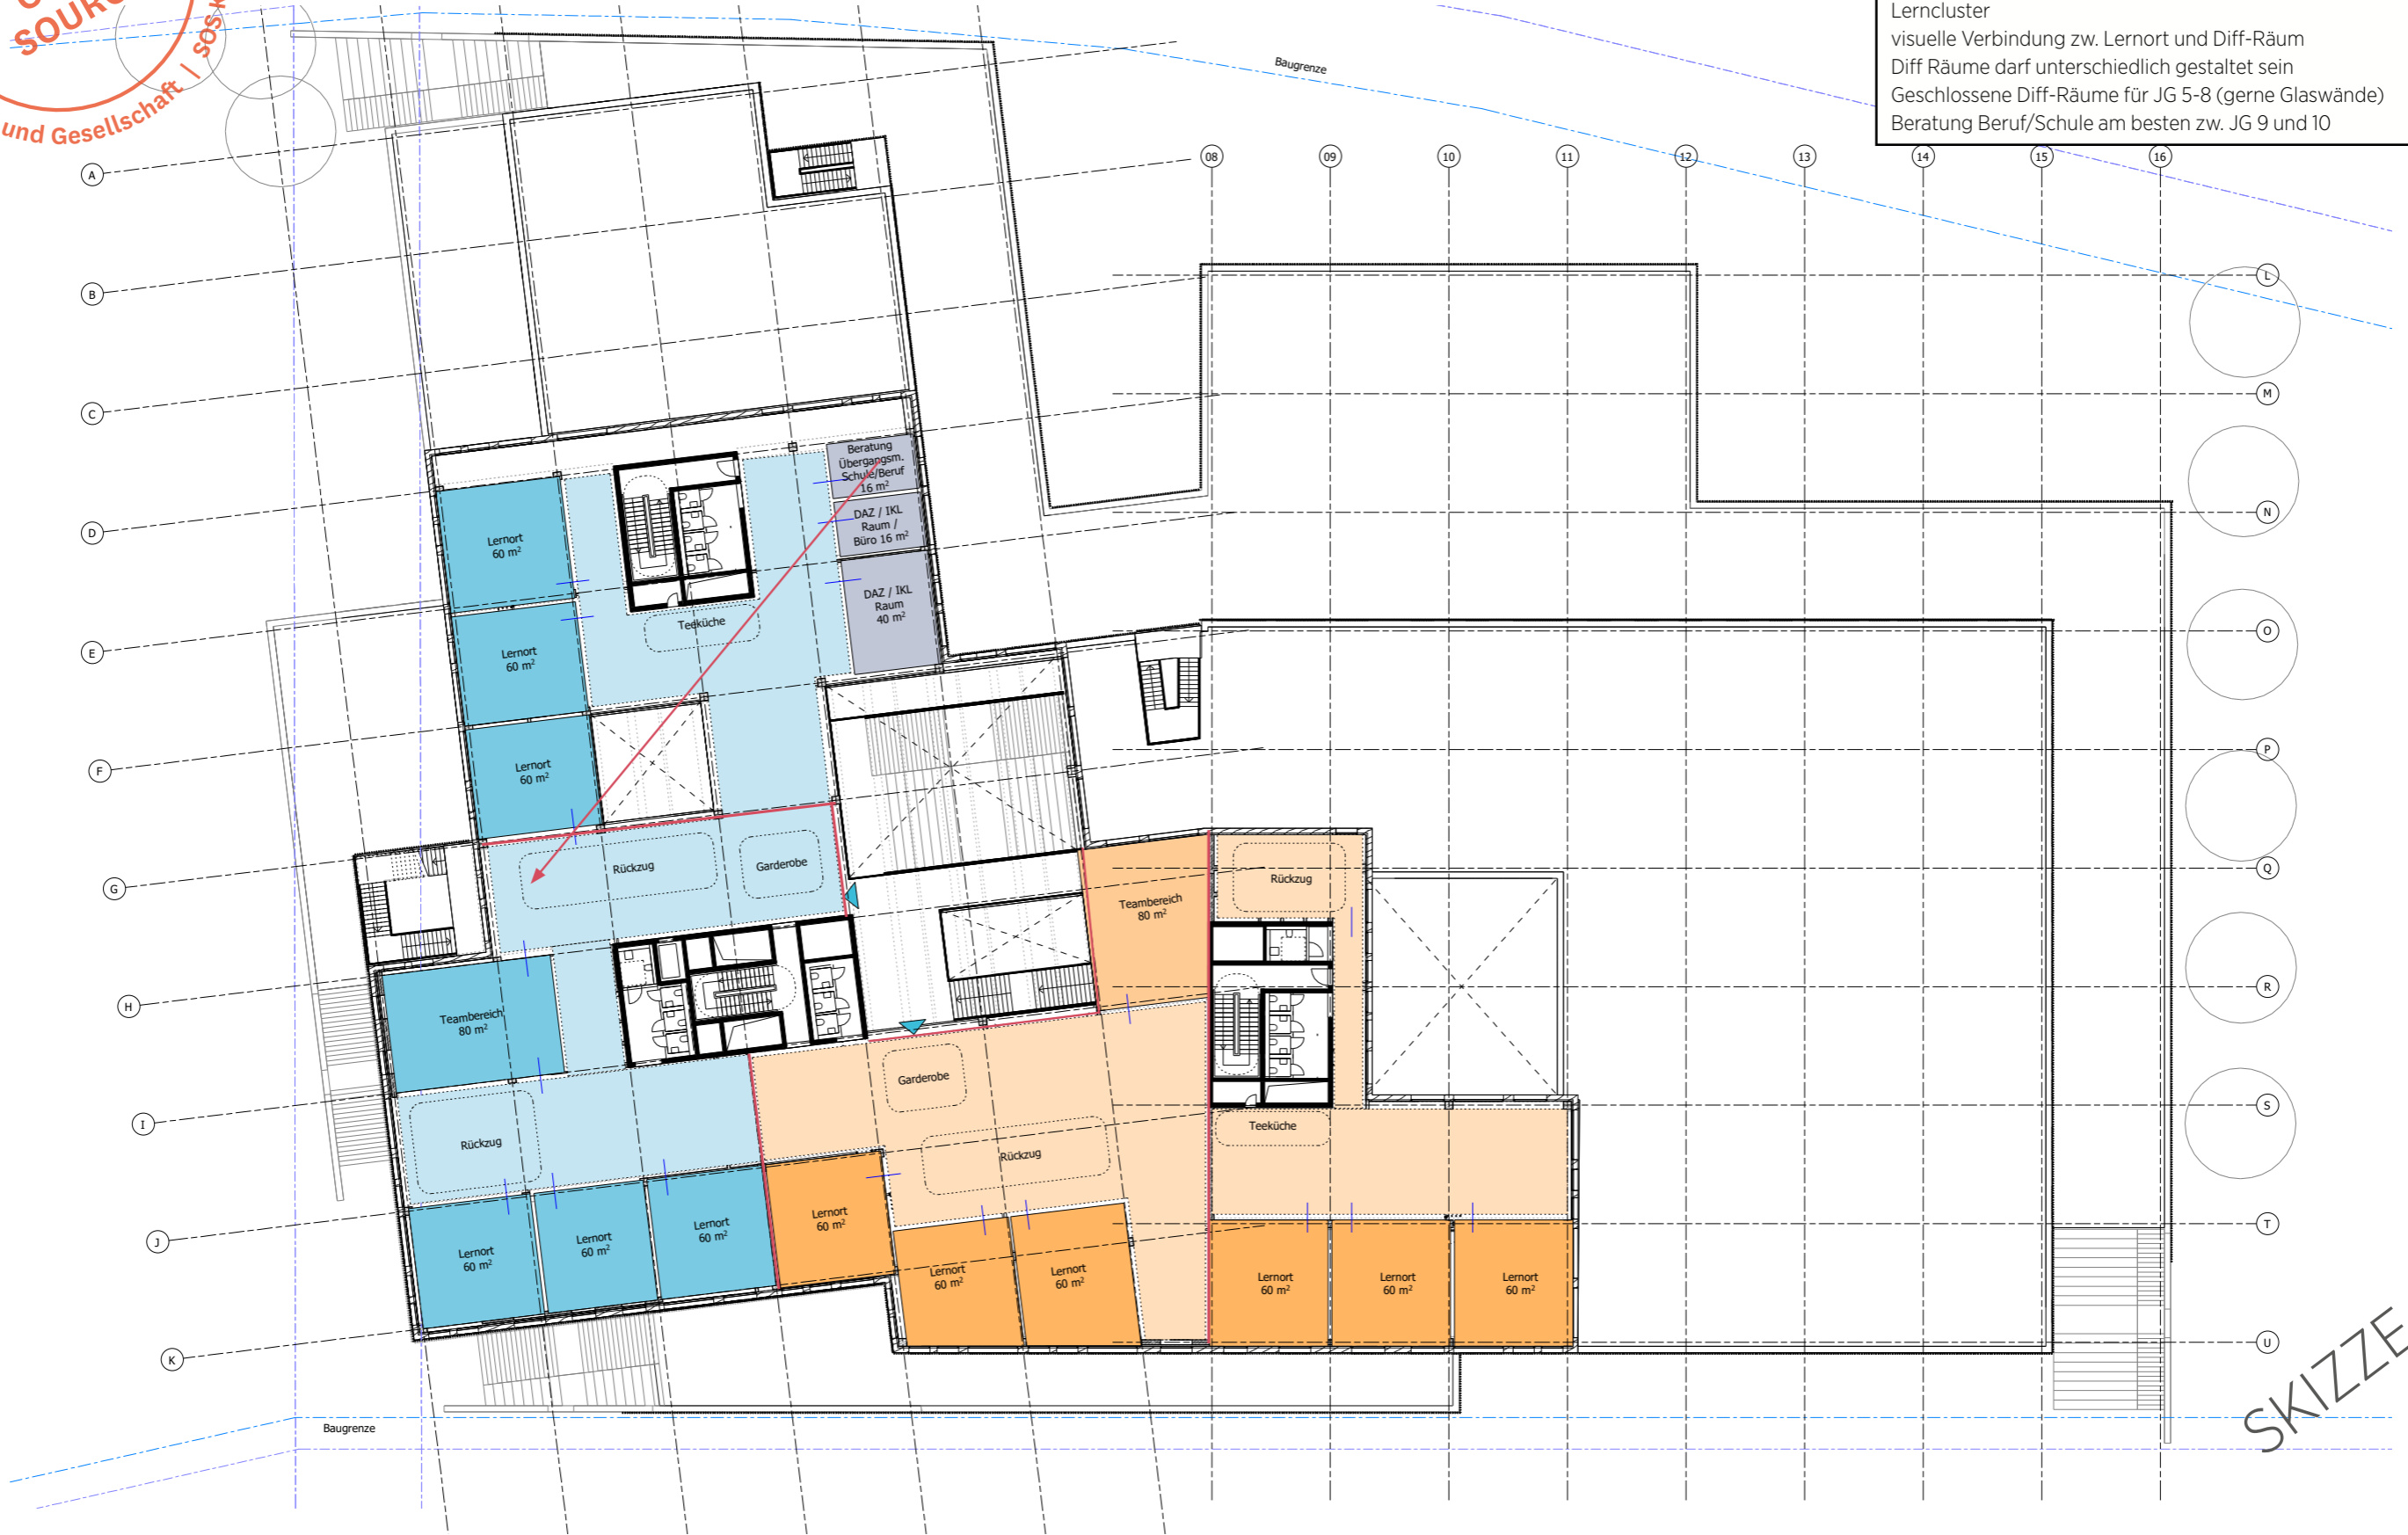 SOURC
und Gesellschaft | SOSK
Lerncluster
visuelle Verbindung zw. Lernort und Diff-Räum
Diff Räume darf unterschiedlich gestaltet sein
Geschlossene Diff-Räume für JG 5-8 (gerne Glaswände)
Beratung Beruf/Schule am besten zw. JG 9 und 10
Baugrenze
08
09
10
11
12
13
14
15
16
A
B
C
D
E
F
G
H
I
J
K
L
M
N
O
P
Q
R
S
T
U
Beratung
Übergangsm.
Schule/Beruf
16 m²
DAZ / IKL
Raum /
Büro 16 m²
DAZ / IKL
Raum
40 m²
Lernort
60 m²
Lernort
60 m²
Lernort
60 m²
Teeküche
Rückzug
Garderobe
Teambereich
80 m²
Rückzug
Teambereich
80 m²
Rückzug
Garderobe
Rückzug
Teeküche
Lernort
60 m²
Lernort
60 m²
Lernort
60 m²
Lernort
60 m²
Lernort
60 m²
Lernort
60 m²
Lernort
60 m²
Lernort
60 m²
Lernort
60 m²
Baugrenze
SKIZZE